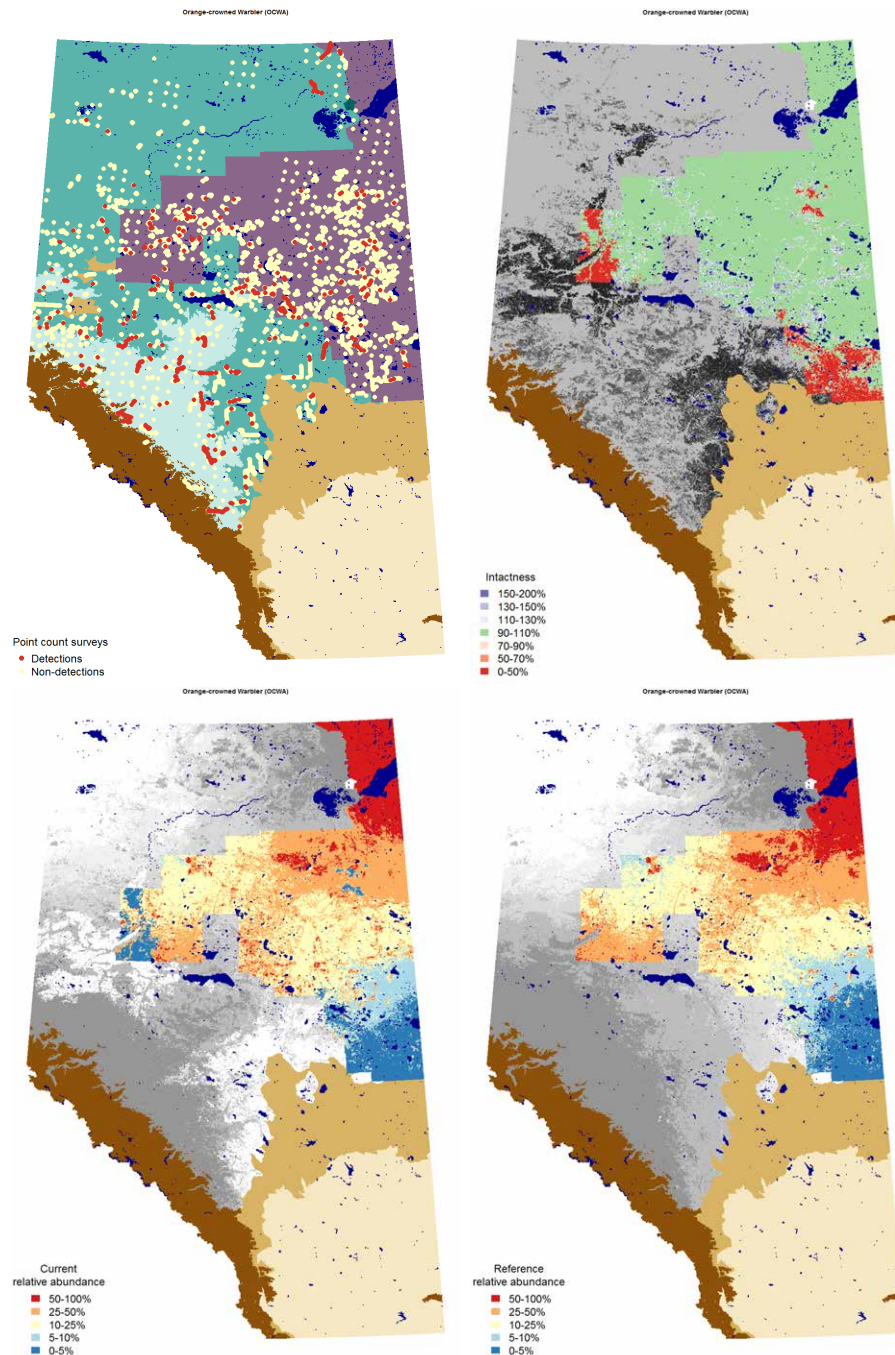 Orange-crowned Warbler (OCWA)
Point count surveys
Detections
Non-detections
Orange-crowned Warbler (OCWA)
Intactness
150-200%
130-150%
110-130%
90-110%
70-90%
50-70%
0-50%
Orange-crowned Warbler (OCWA)
Current
relative abundance
50-100%
25-50%
10-25%
5-10%
0-5%
Orange-crowned Warbler (OCWA)
Reference
relative abundance
50-100%
25-50%
10-25%
5-10%
0-5%